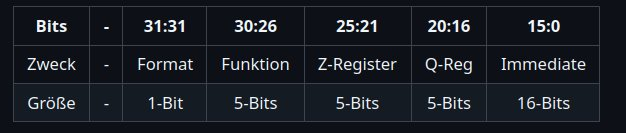 Bits - 31:31 30:26 25:21 20:16 15:0
Zweck - Format Funktion Z-Register Q-Reg Immediate
Größe - 1-Bit 5-Bits 5-Bits 5-Bits 16-Bits